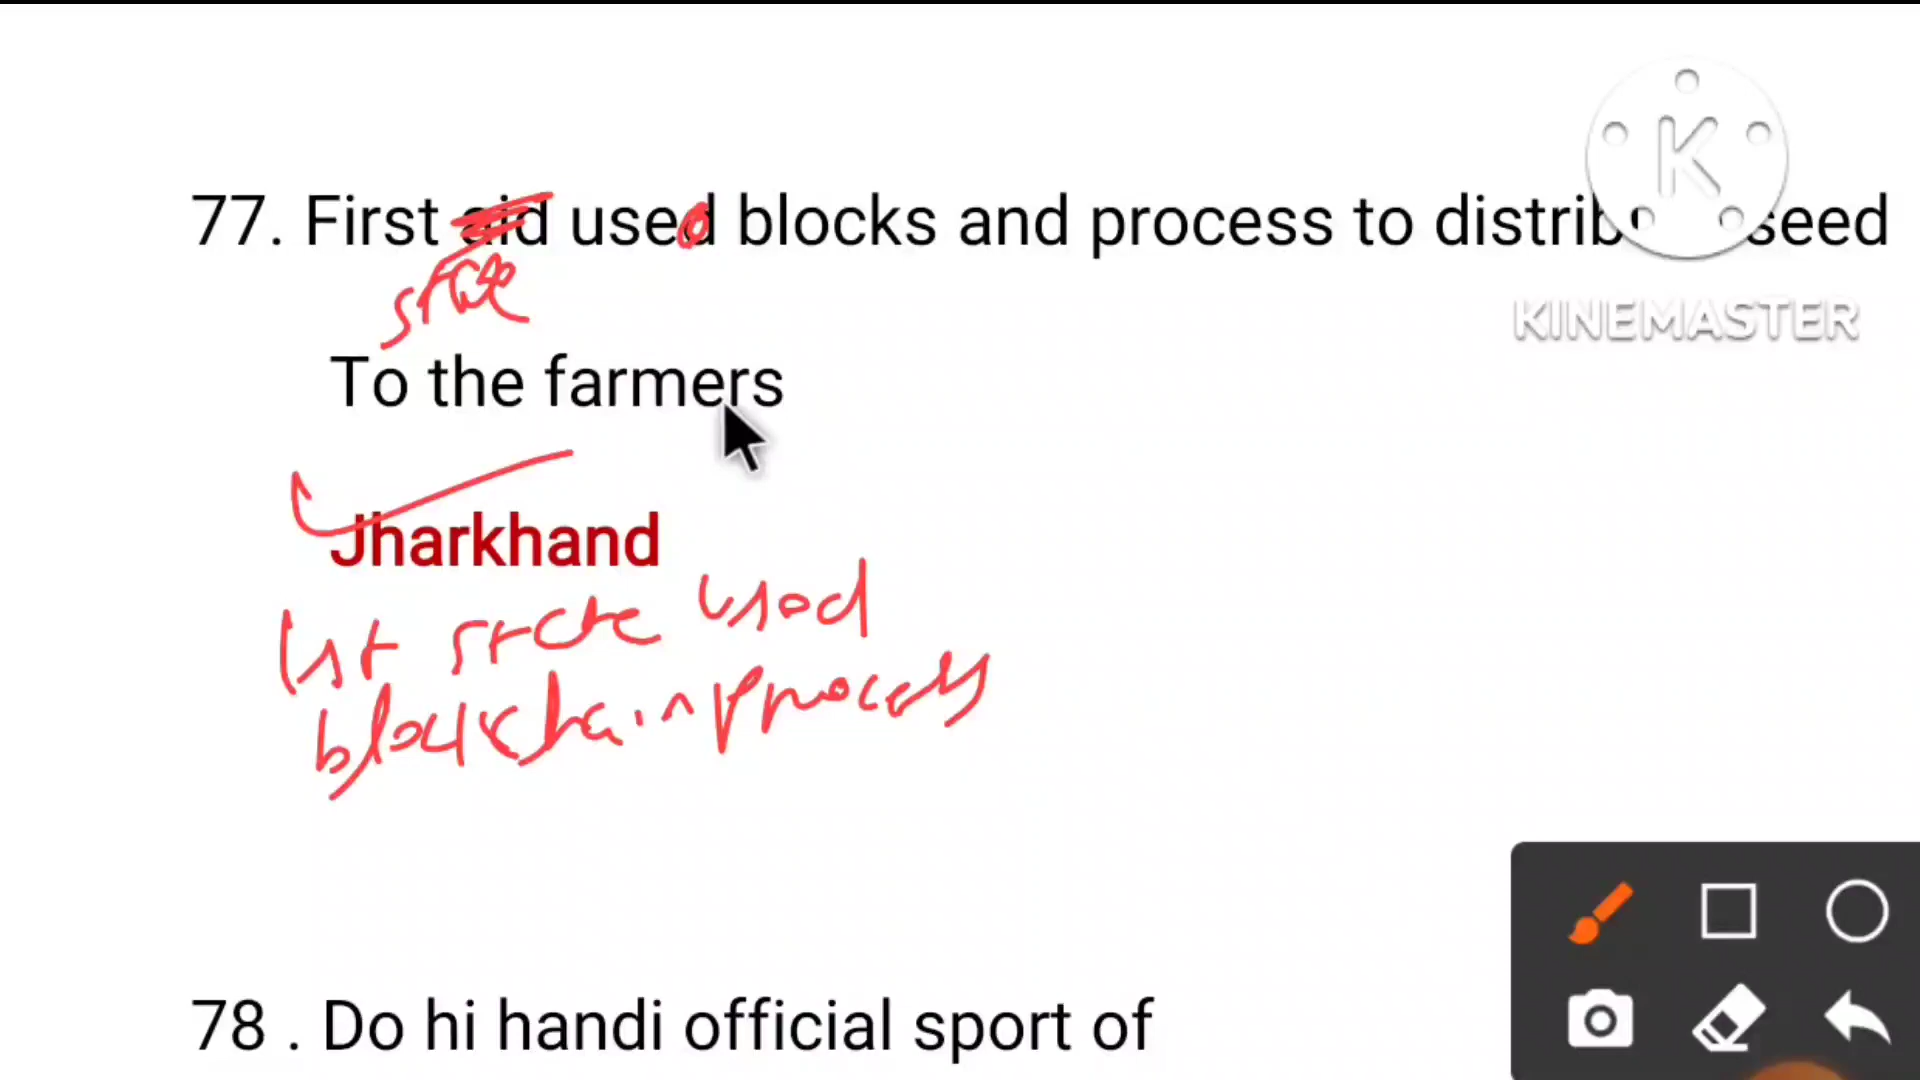 77. First aid used blocks and process to distribute seed
state
To the farmers
Jharkhand
1st state used
blockchain process
78 . Do hi handi official sport of
K
KINEMASTER